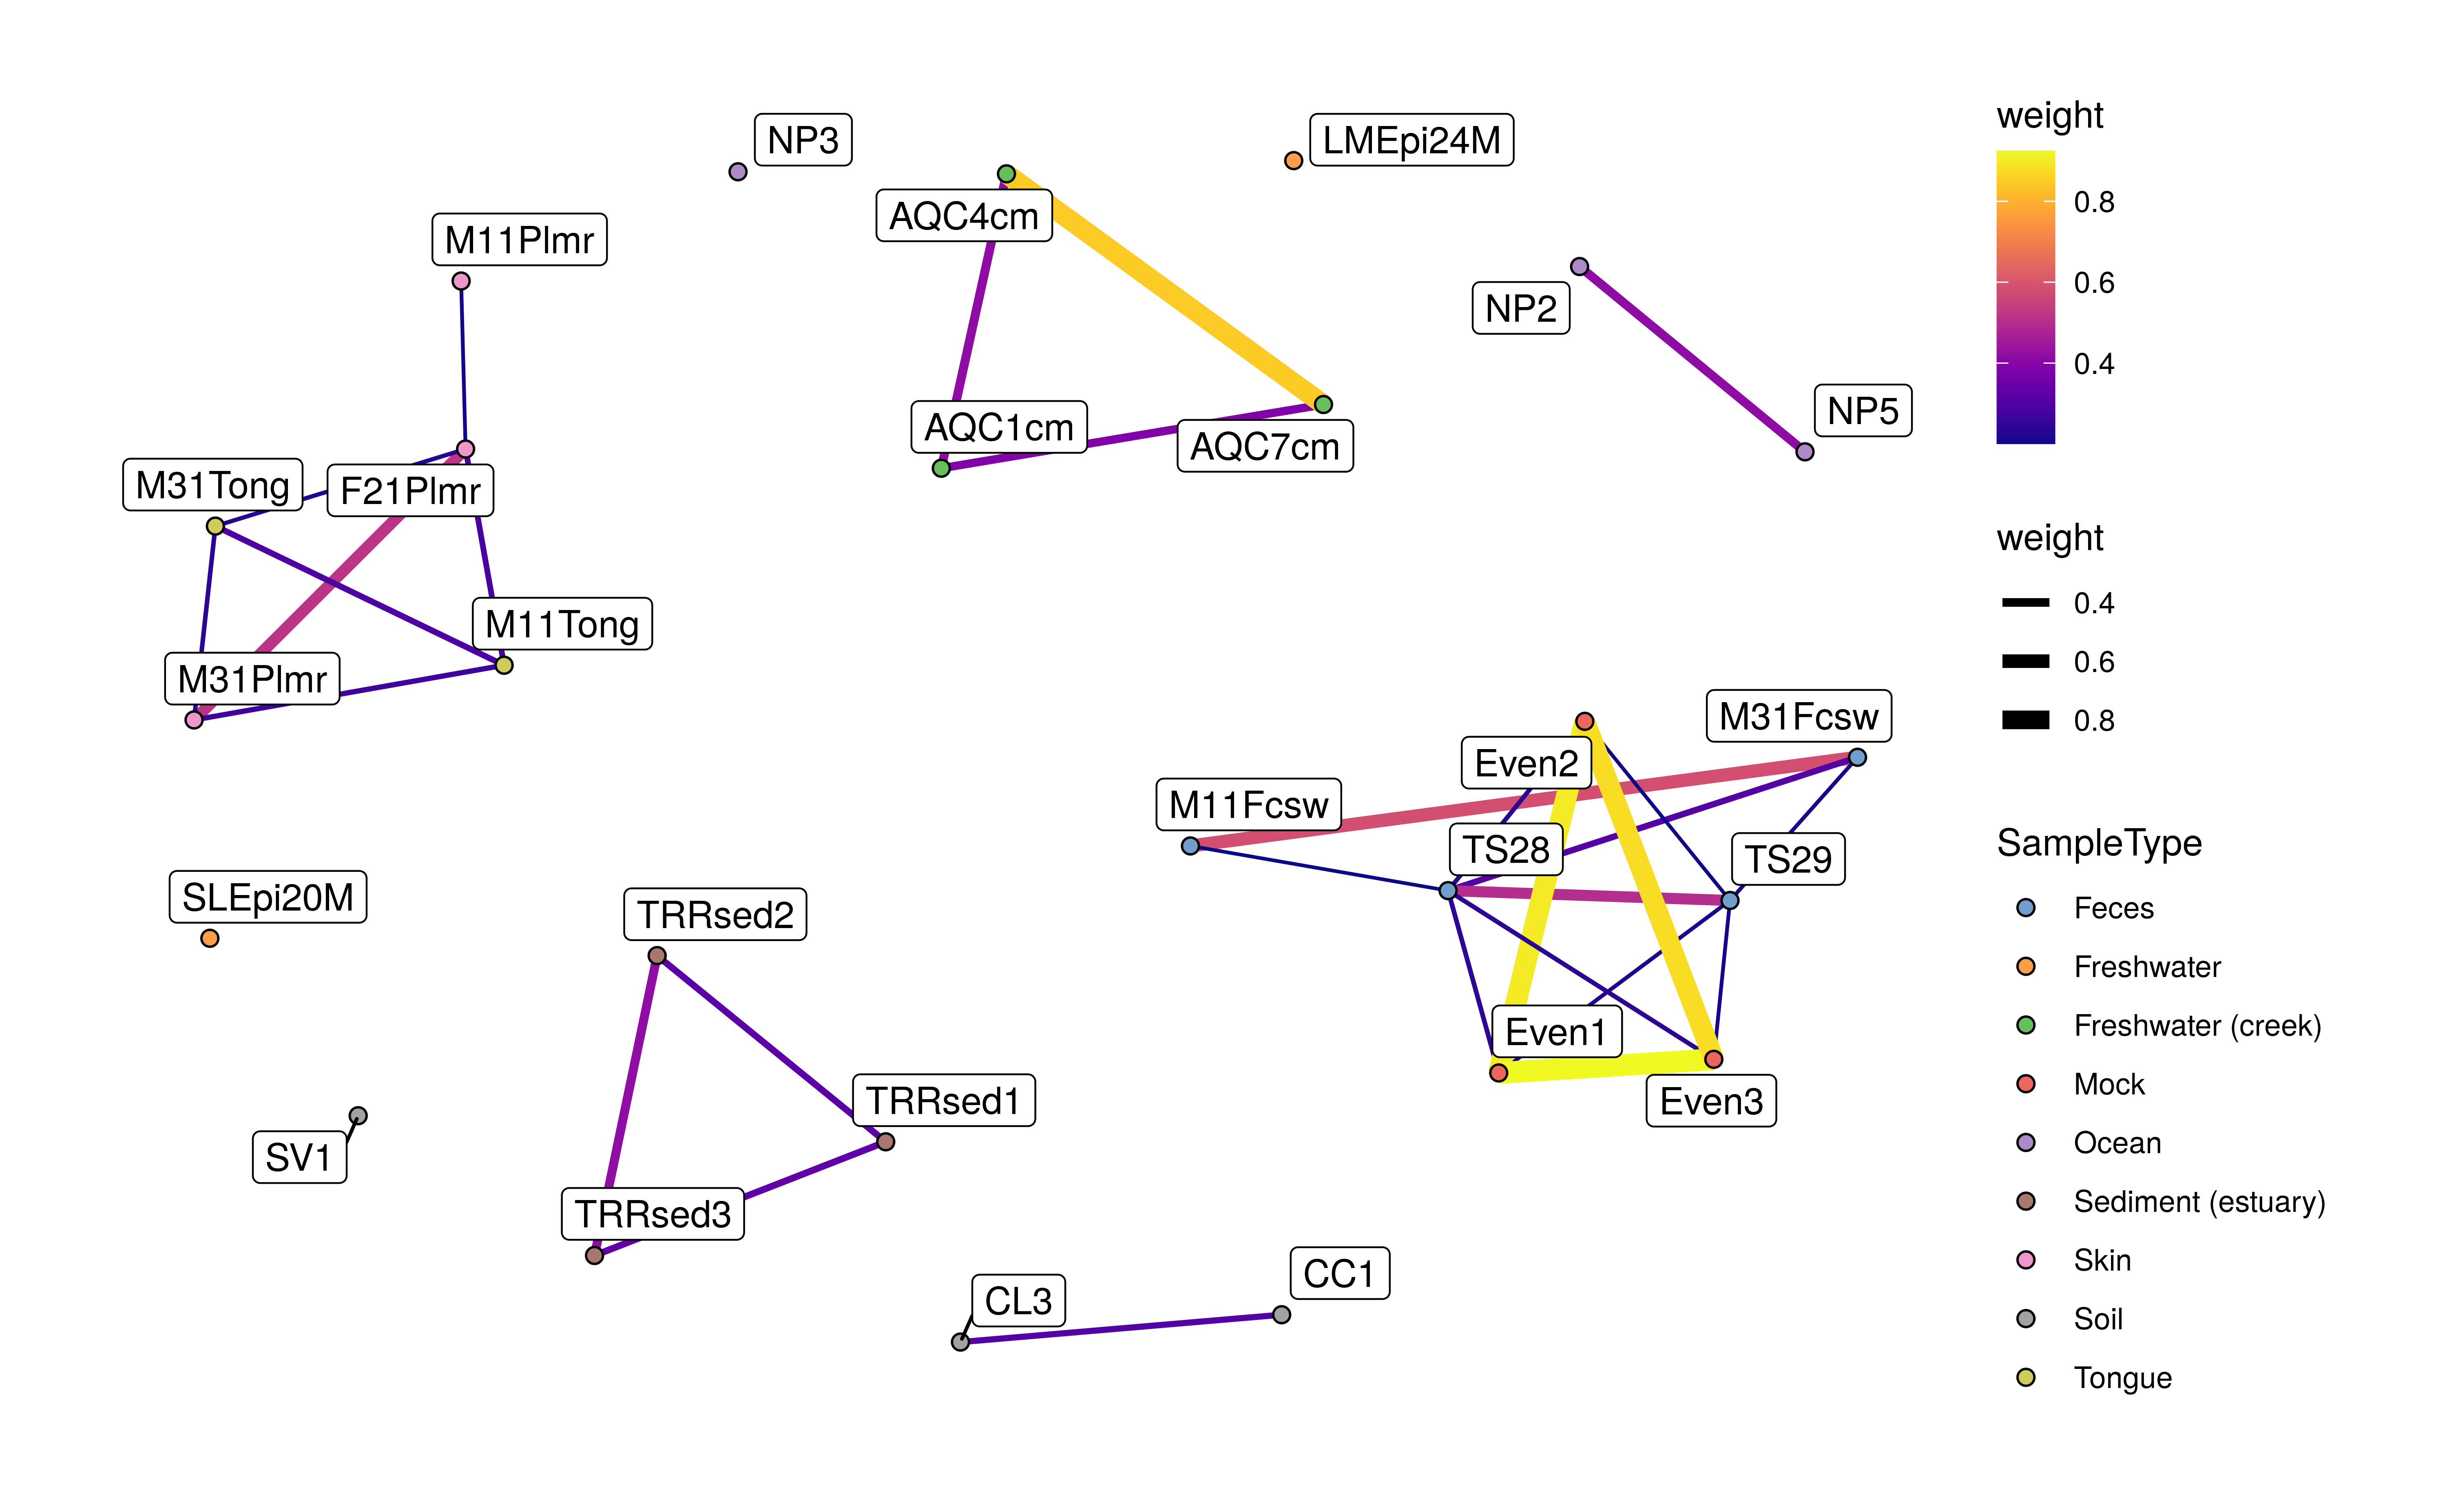 NP3
LMEpi24M
M11Plmr
AQC4cm
NP2
NP5
AQC1cm
AQC7cm
M31Tong
F21Plmr
M11Tong
M31Plmr
M31Fcsw
Even2
M11Fcsw
TS28
TS29
SLEpi20M
TRRsed2
Even1
TRRsed1
Even3
SV1
TRRsed3
CL3
CC1
weight
0.8
0.6
0.4
weight
0.4
0.6
0.8
SampleType
Feces
Freshwater
Freshwater (creek)
Mock
Ocean
Sediment (estuary)
Skin
Soil
Tongue